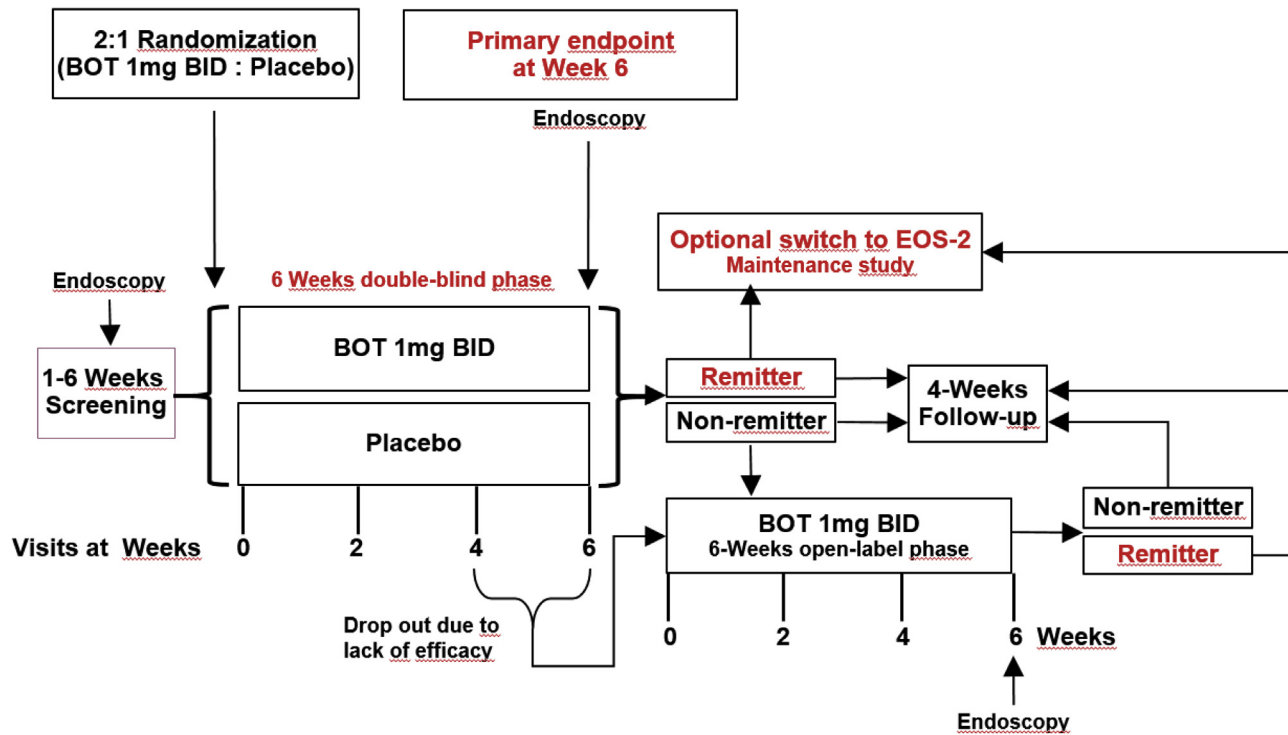 2:1 Randomization
(BOT 1mg BID : Placebo)
Primary endpoint
at Week 6
Endoscopy
Optional switch to EOS-2
Maintenance study
Endoscopy
6 Weeks double-blind phase
1-6 Weeks
Screening
BOT 1mg BID
Placebo
Remitter
Non-remitter
4-Weeks
Follow-up
Visits at Weeks 0 2 4 6
BOT 1mg BID
6-Weeks open-label phase
Non-remitter
Remitter
Drop out due to
lack of efficacy
0 2 4 6 Weeks
Endoscopy